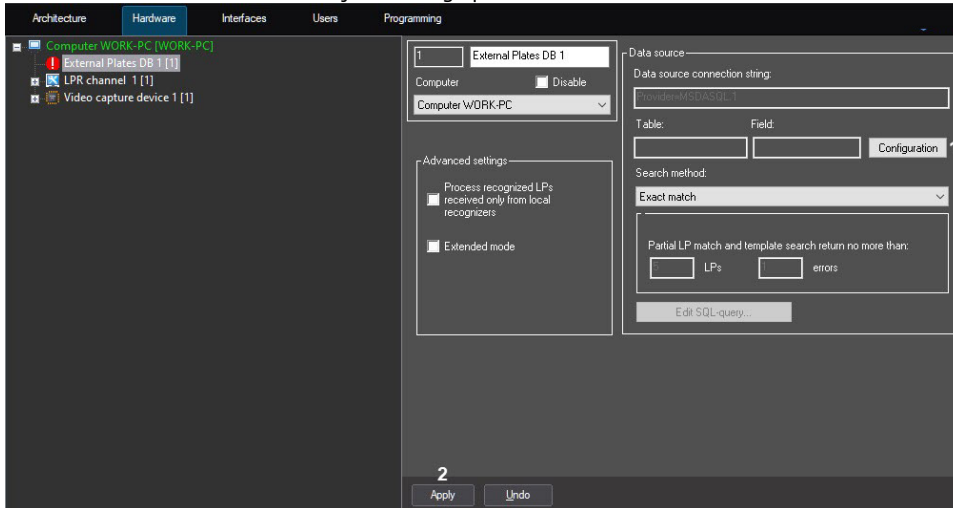 Architecture Hardware Interfaces Users Programming
Computer WORK-PC [WORK-PC]
External Plates DB 1 [1]
LPR channel 1 [1]
Video capture device 1 [1]
1 External Plates DB 1
Computer Disable
Computer WORK-PC
Advanced settings
Process recognized LPs
received only from local
recognizers
Extended mode
Data source
Data source connection string:
Provider=MSDASQL.1
Table: Field:
Configuration
Search method:
Exact match
Partial LP match and template search return no more than:
5 LPs 1 errors
Edit SQL-query...
2
Apply Undo